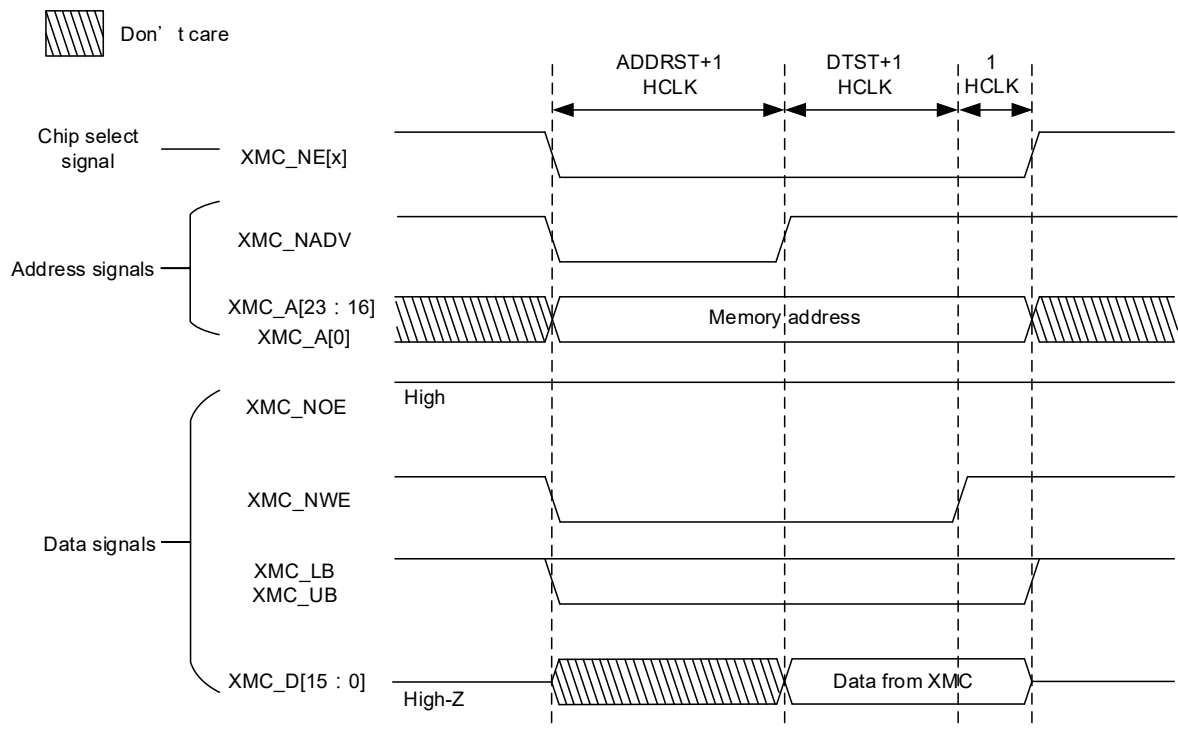 Don’ t care
ADDRST+1
HCLK
DTST+1
HCLK
1
HCLK
Chip select
signal
XMC_NE[x]
XMC_NADV
Address signals
XMC_A[23：16]
XMC_A[0]
Memory address
High
XMC_NOE
XMC_NWE
Data signals
XMC_LB
XMC_UB
XMC_D[15：0]
Data from XMC
High-Z